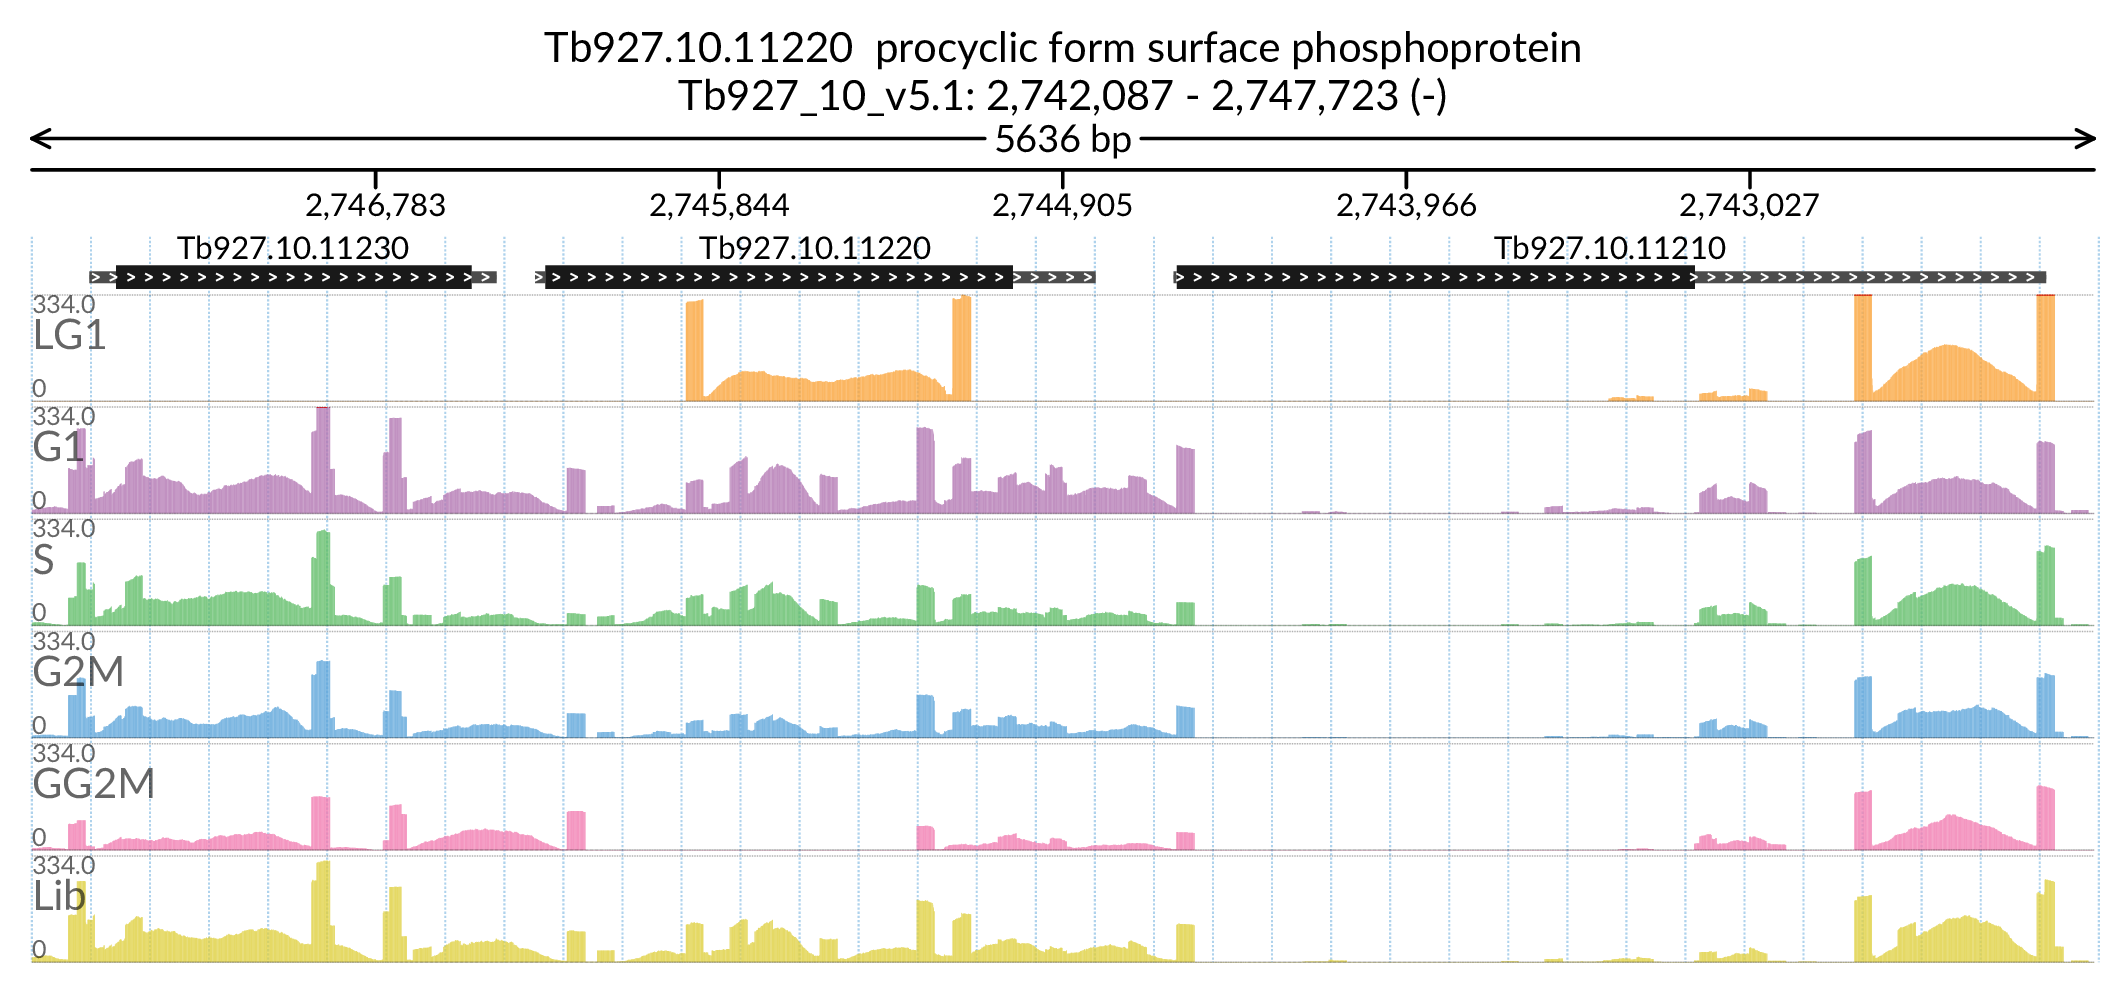 Tb927.10.11220  procyclic form surface phosphoprotein
Tb927_10_v5.1: 2,742,087 - 2,747,723 (-)
5636 bp
2,746,783 2,745,844 2,744,905 2,743,966 2,743,027
Tb927.10.11230 Tb927.10.11220 Tb927.10.11210
334.0
LG1
0
334.0
G1
0
334.0
S
0
334.0
G2M
0
334.0
GG2M
0
334.0
Lib
0